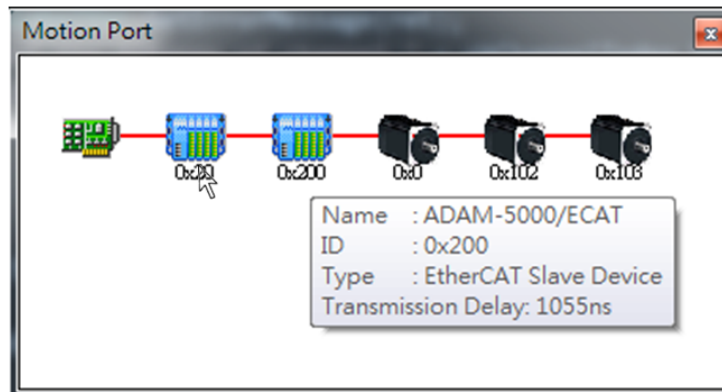 Motion Port
0x200
0x0
0x102
0x103
Name : ADAM-5000/ECAT
ID : 0x200
Type : EtherCAT Slave Device
Transmission Delay: 1055ns